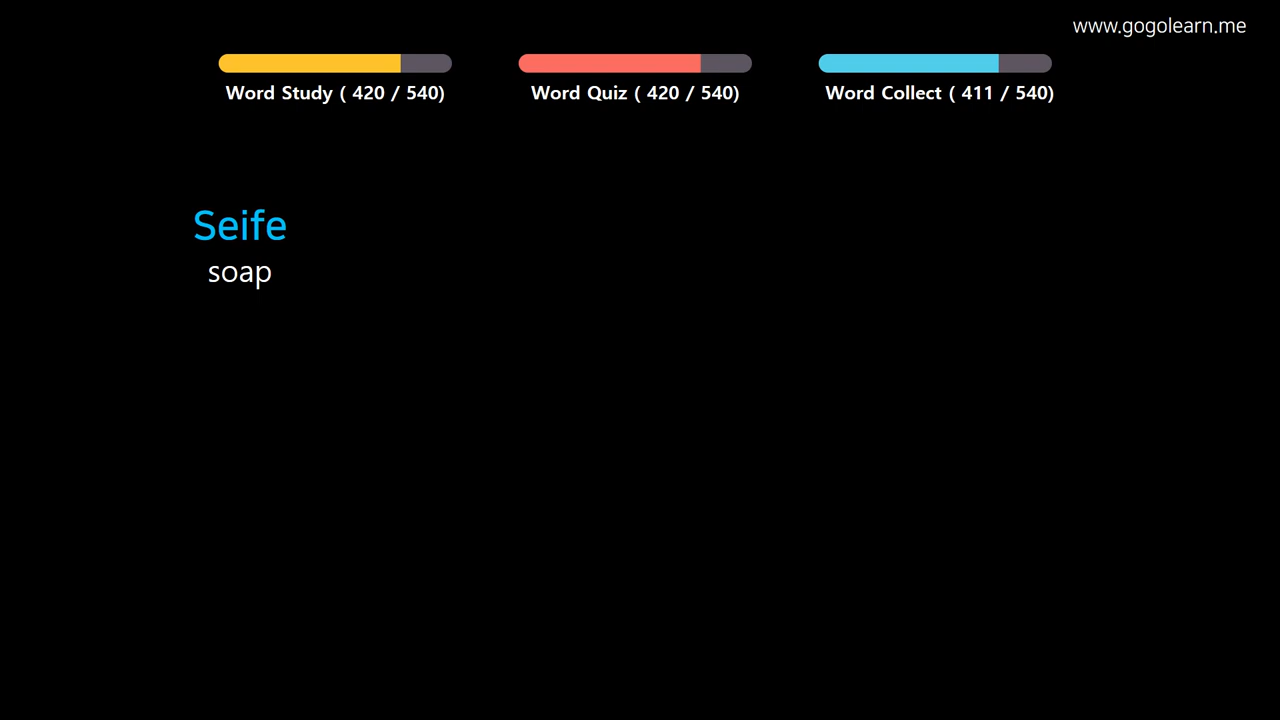 www.gogolearn.me
Word Study ( 420 / 540)
Word Quiz ( 420 / 540)
Word Collect ( 411 / 540)
Seife
soap